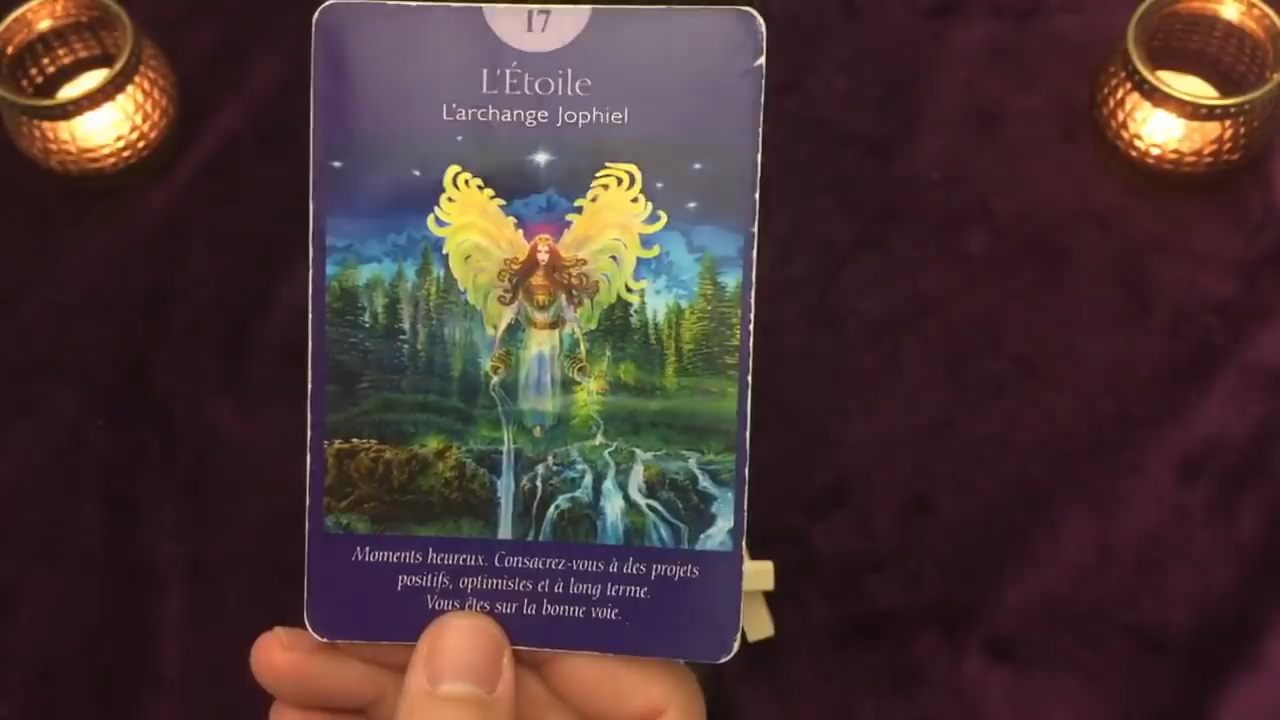 17
L'Étoile
L'archange Jophiel
Moments heureux. Consacrez-vous à des projets
positifs, optimistes et à long terme.
Vous êtes sur la bonne voie.